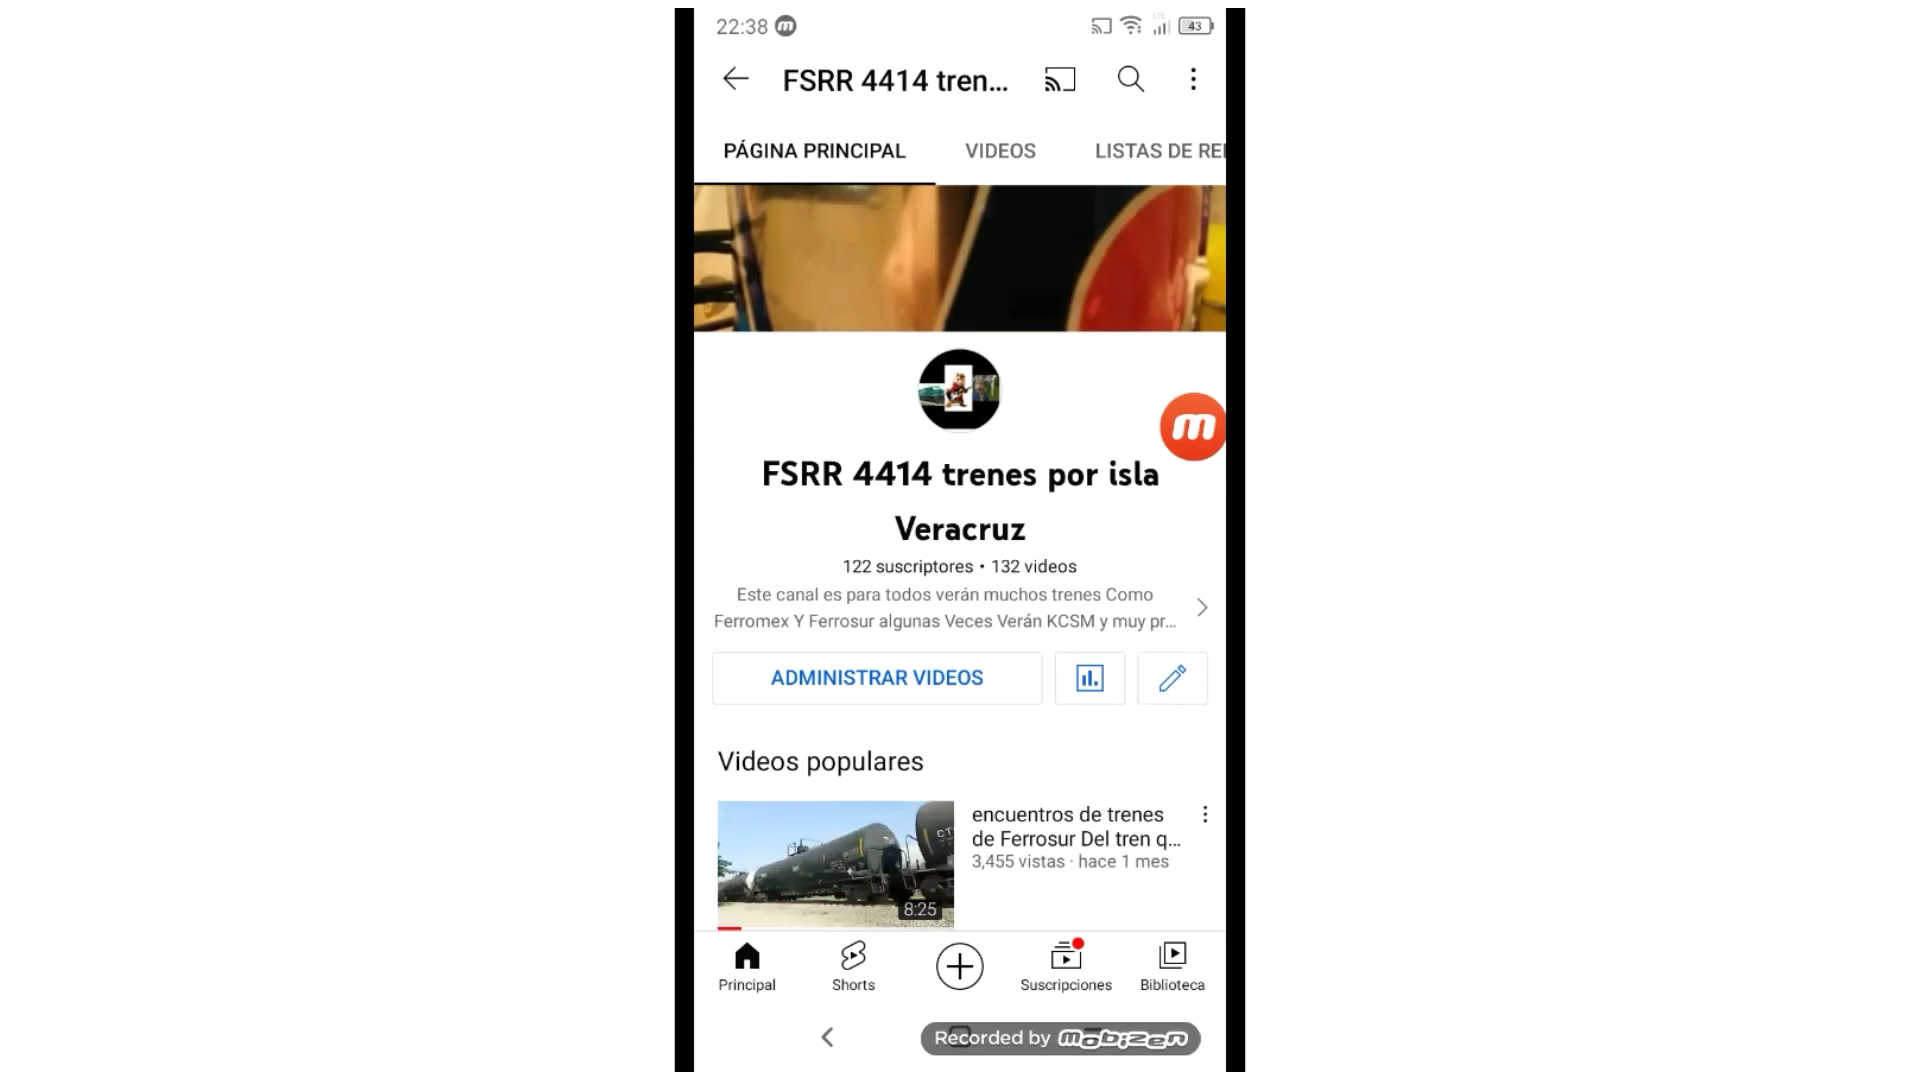 22:38
LTE
43
FSRR 4414 tren...
PÁGINA PRINCIPAL
VIDEOS
LISTAS DE RE
m
FSRR 4414 trenes por isla
Veracruz
122 suscriptores • 132 videos
Este canal es para todos verán muchos trenes Como
Ferromex Y Ferrosur algunas Veces Verán KCSM y muy pr...
ADMINISTRAR VIDEOS
Videos populares
encuentros de trenes
de Ferrosur Del tren q...
3,455 vistas · hace 1 mes
8:25
Principal
Shorts
Suscripciones
Biblioteca
Recorded by mobizen